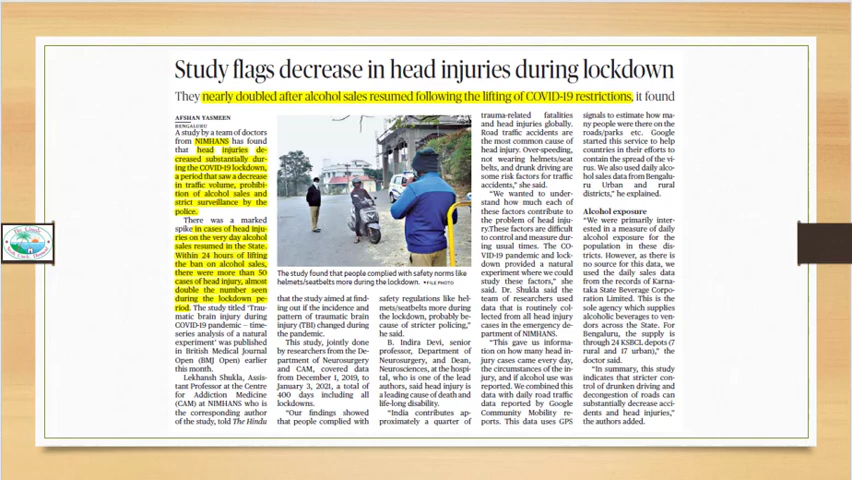 Study flags decrease in head injuries during lockdown
They nearly doubled after alcohol sales resumed following the lifting of COVID-19 restrictions, it found
AFSHAN YASMEEN
BENGALURU
A study by a team of doctors
from NIMHANS has found
that head injuries de-
creased substantially dur-
ing the COVID-19 lockdown,
a period that saw a decrease
in traffic volume, prohibi-
tion of alcohol sales and
strict surveillance by the
police.
There was a marked
spike in cases of head inju-
ries on the very day alcohol
sales resumed in the State.
Within 24 hours of lifting
the ban on alcohol sales,
there were more than 50
cases of head injury, almost
double the number seen
during the lockdown pe-
riod. The study titled 'Trau-
matic brain injury during
COVID-19 pandemic – time-
series analysis of a natural
experiment' was published
in British Medical Journal
Open (BMJ Open) earlier
this month.
Lekhansh Shukla, Assis-
tant Professor at the Centre
for Addiction Medicine
(CAM) at NIMHANS who is
the corresponding author
of the study, told The Hindu
The study found that people complied with safety norms like
helmets/seatbelts more during the lockdown. • FILE PHOTO
that the study aimed at find-
ing out if the incidence and
pattern of traumatic brain
injury (TBI) changed during
the pandemic.
This study, jointly done
by researchers from the De-
partment of Neurosurgery
and CAM, covered data
from December 1, 2019, to
January 3, 2021, a total of
400 days including all
lockdowns.
"Our findings showed
that people complied with
safety regulations like hel-
mets/seatbelts more during
the lockdown, probably be-
cause of stricter policing,"
he said.
B. Indira Devi, senior
professor, Department of
Neurosurgery, and Dean,
Neurosciences, at the hospi-
tal, who is one of the lead
authors, said head injury is
a leading cause of death and
life-long disability.
"India contributes ap-
proximately a quarter of
trauma-related fatalities
and head injuries globally.
Road traffic accidents are
the most common cause of
head injury. Over-speeding,
not wearing helmets/seat
belts, and drunk driving are
some risk factors for traffic
accidents," she said.
"We wanted to under-
stand how much each of
these factors contribute to
the problem of head inju-
ry.These factors are difficult
to control and measure dur-
ing usual times. The CO-
VID-19 pandemic and lock-
down provided a natural
experiment where we could
study these factors," she
said. Dr. Shukla said the
team of researchers used
data that is routinely col-
lected from all head injury
cases in the emergency de-
partment of NIMHANS.
"This gave us informa-
tion on how many head in-
jury cases came every day,
the circumstances of the in-
jury, and if alcohol use was
reported. We combined this
data with daily road traffic
data reported by Google
Community Mobility re-
ports. This data uses GPS
signals to estimate how ma-
ny people were there on the
roads/parks etc. Google
started this service to help
countries in their efforts to
contain the spread of the vi-
rus. We also used daily alco-
hol sales data from Bengalu-
ru Urban and rural
districts," he explained.
Alcohol exposure
"We were primarily inter-
ested in a measure of daily
alcohol exposure for the
population in these dis-
tricts. However, as there is
no source for this data, we
used the daily sales data
from the records of Karna-
taka State Beverage Corpo-
ration Limited. This is the
sole agency which supplies
alcoholic beverages to ven-
dors across the State. For
Bengaluru, the supply is
through 24 KSBCL depots (7
rural and 17 urban)," the
doctor said.
"In summary, this study
indicates that stricter con-
trol of drunken driving and
decongestion of roads can
substantially decrease acci-
dents and head injuries,"
the authors added.